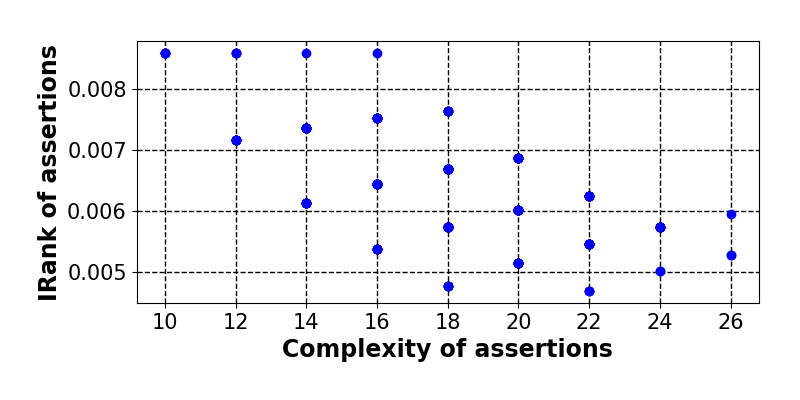 IRank of assertions
0.008
0.007
0.006
0.005
10 12 14 16 18 20 22 24 26
Complexity of assertions